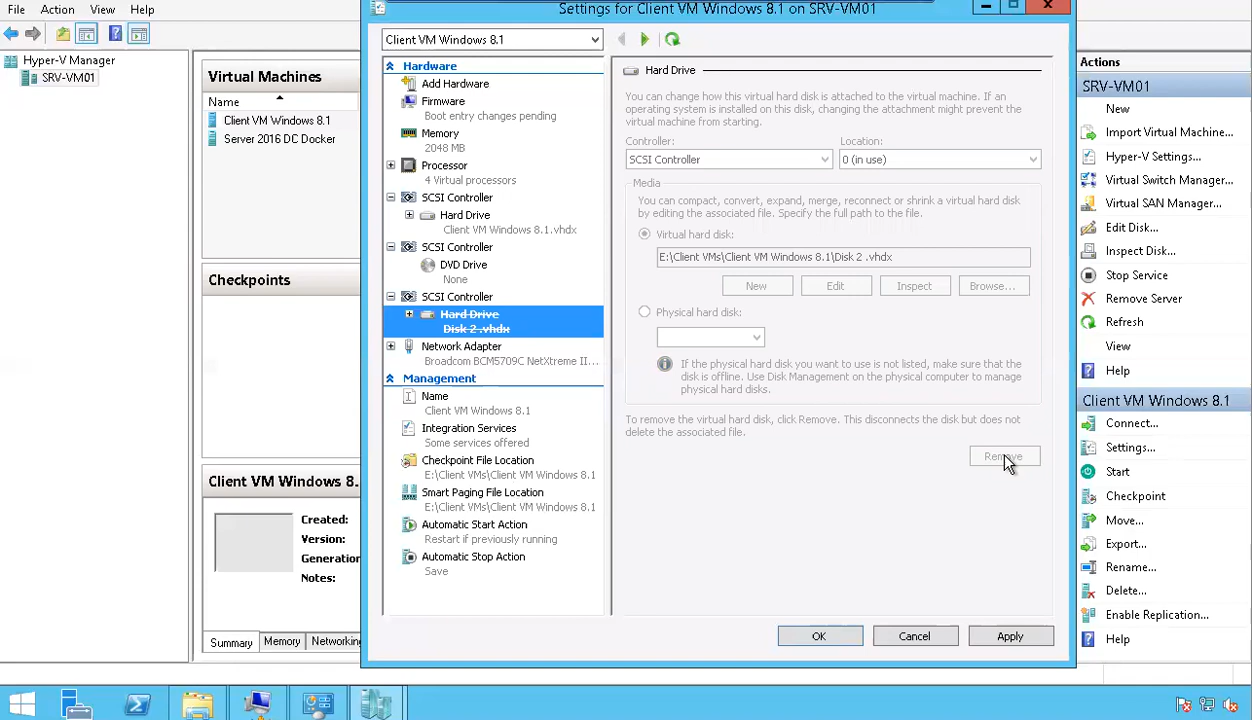 Settings for Client VM Windows 8.1 on SRV-VM01
File Action View Help
Hyper-V Manager
SRV-VM01
Virtual Machines
Name
Client VM Windows 8.1
Server 2016 DC Docker
Checkpoints
Client VM Windows 8.
Created:
Version:
Generation
Notes:
Summary Memory Networking
Client VM Windows 8.1
Hardware
Add Hardware
Firmware
Boot entry changes pending
Memory
2048 MB
Processor
4 Virtual processors
SCSI Controller
Hard Drive
Client VM Windows 8.1.vhdx
SCSI Controller
DVD Drive
None
SCSI Controller
Hard Drive
Disk 2 .vhdx
Network Adapter
Broadcom BCM5709C NetXtreme II...
Management
Name
Client VM Windows 8.1
Integration Services
Some services offered
Checkpoint File Location
E:\Client VMs\Client VM Windows 8.1
Smart Paging File Location
E:\Client VMs\Client VM Windows 8.1
Automatic Start Action
Restart if previously running
Automatic Stop Action
Save
Hard Drive
You can change how this virtual hard disk is attached to the virtual machine. If an
operating system is installed on this disk, changing the attachment might prevent the
virtual machine from starting.
Controller: Location:
SCSI Controller 0 (in use)
Media
You can compact, convert, expand, merge, reconnect or shrink a virtual hard disk
by editing the associated file. Specify the full path to the file.
Virtual hard disk:
E:\Client VMs\Client VM Windows 8.1\Disk 2 .vhdx
New Edit Inspect Browse...
Physical hard disk:
If the physical hard disk you want to use is not listed, make sure that the
disk is offline. Use Disk Management on the physical computer to manage
physical hard disks.
To remove the virtual hard disk, click Remove. This disconnects the disk but does not
delete the associated file.
Remove
OK Cancel Apply
Actions
SRV-VM01
New
Import Virtual Machine...
Hyper-V Settings...
Virtual Switch Manager...
Virtual SAN Manager...
Edit Disk...
Inspect Disk...
Stop Service
Remove Server
Refresh
View
Help
Client VM Windows 8.1
Connect...
Settings...
Start
Checkpoint
Move...
Export...
Rename...
Delete...
Enable Replication...
Help